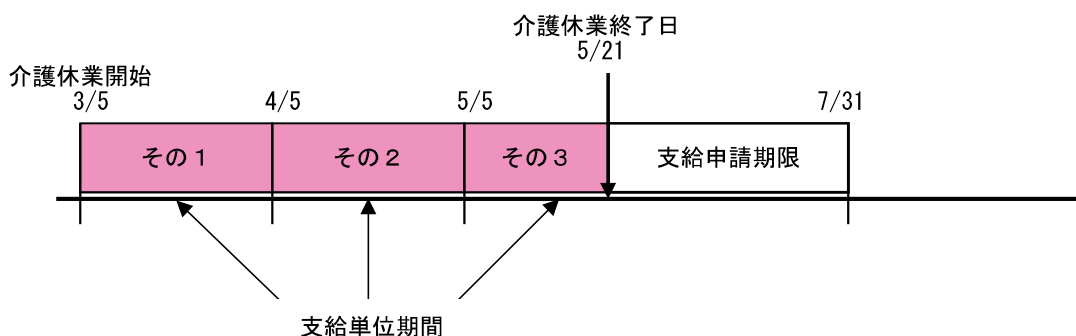 介護休業終了日
5/21
介護休業開始
3/5
4/5
5/5
7/31
その1
その2
その3
支給申請期限
支給単位期間